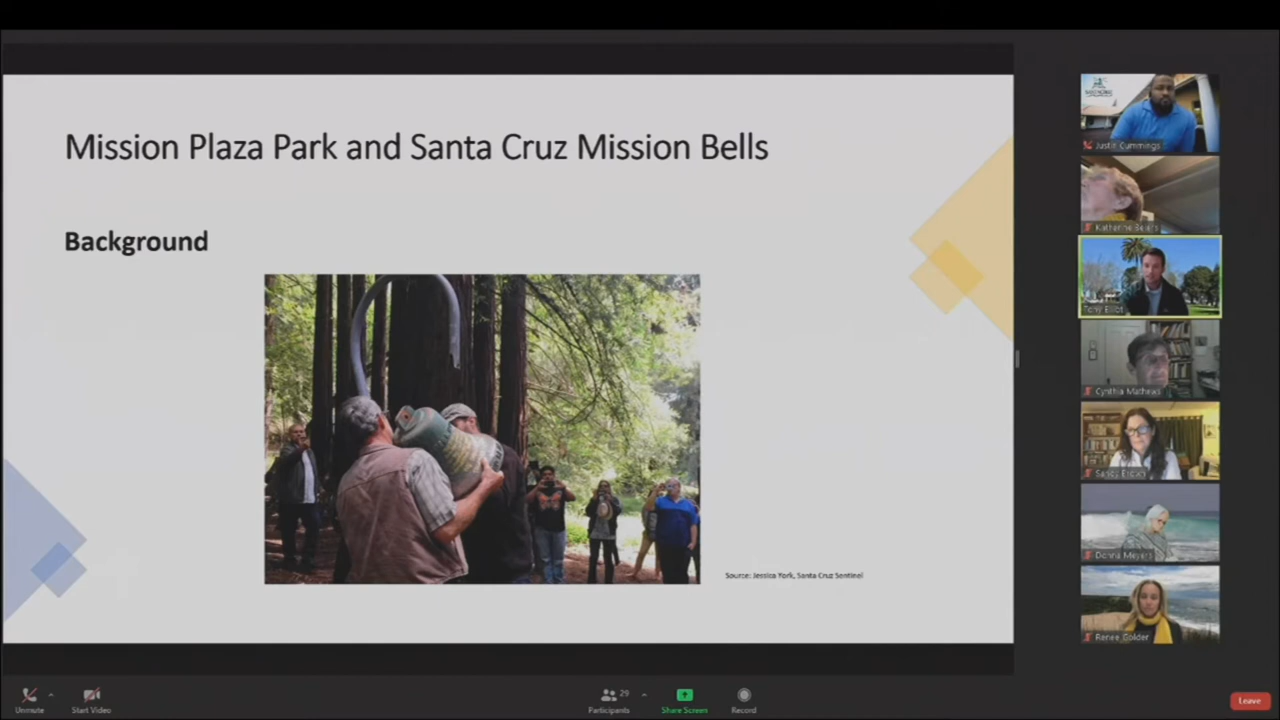 Mission Plaza Park and Santa Cruz Mission Bells
Background
Source: Jessica York, Santa Cruz Sentinel
Justin Cummings
Katherine Beiers
Tony Elliot
Cynthia Mathews
Sandy Brown
Donna Meyers
Renee Golder
Unmute
Start Video
29
Participants
Share Screen
Record
Leave